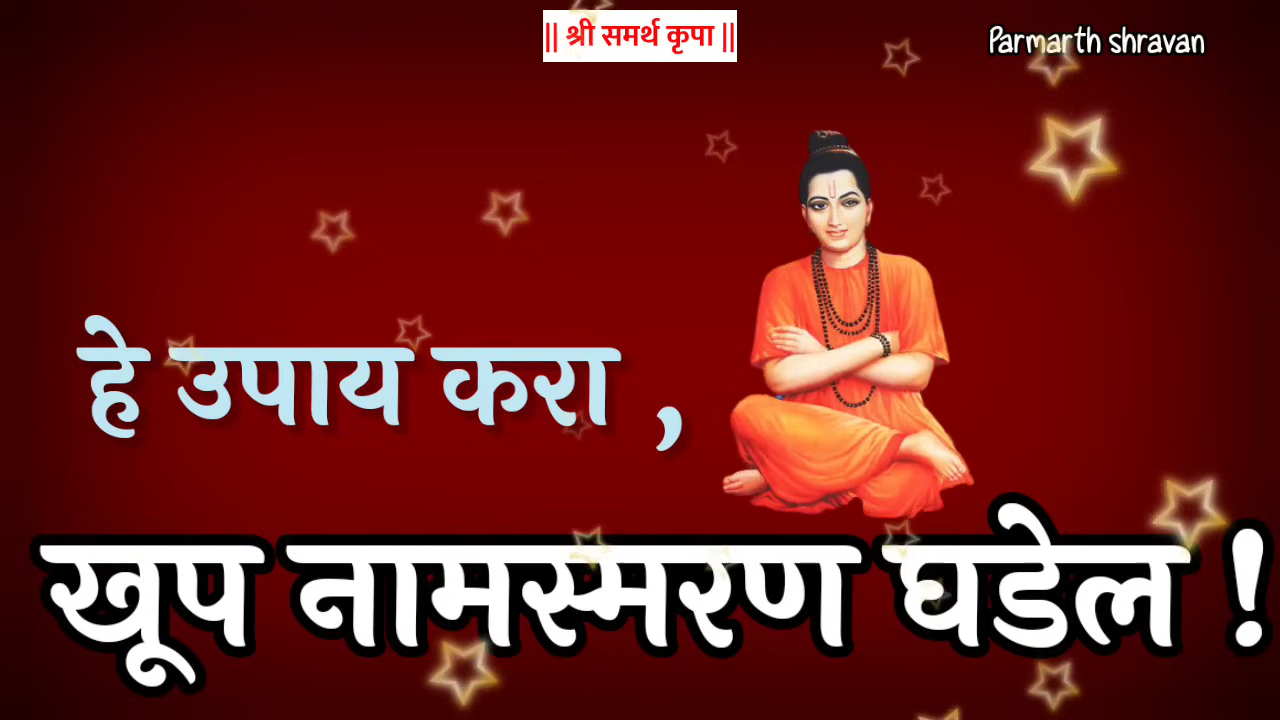 || श्री समर्थ कृपा ||
Parmarth shravan
हे उपाय करा ,
खूप नामस्मरण घडेल !